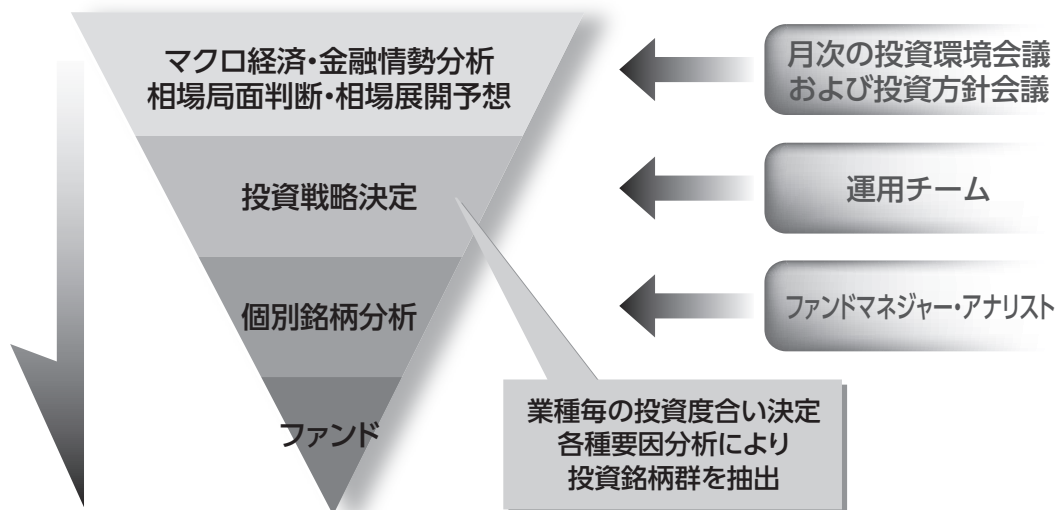 マクロ経済・金融情勢分析
相場局面判断・相場展開予想
月次の投資環境会議
および投資方針会議
投資戦略決定
運用チーム
個別銘柄分析
ファンドマネジャー・アナリスト
ファンド
業種毎の投資度合い決定
各種要因分析により
投資銘柄群を抽出